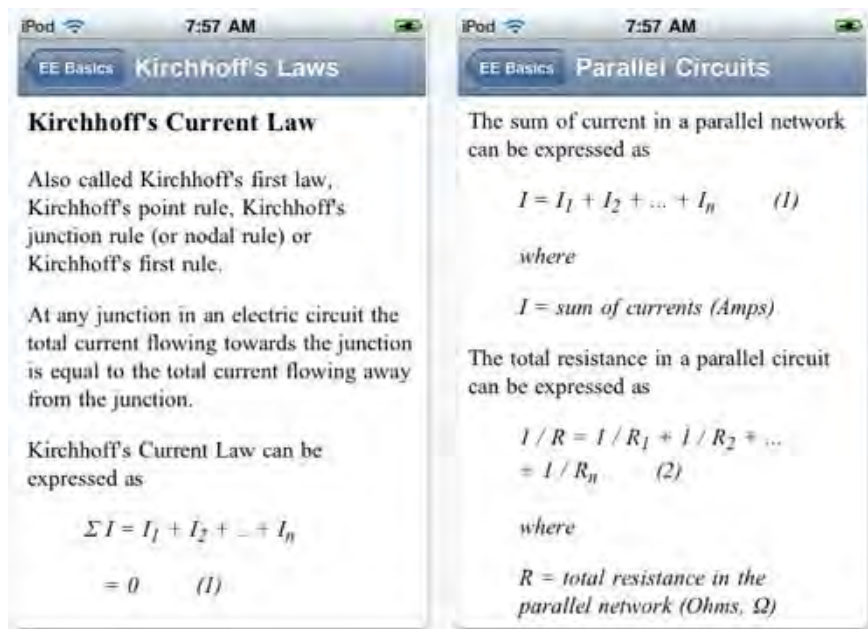 iPod 7:57 AM
EE Basics Kirchhoff's Laws
Kirchhoff's Current Law
Also called Kirchhoff's first law,
Kirchhoff's point rule, Kirchhoff's
junction rule (or nodal rule) or
Kirchhoff's first rule.
At any junction in an electric circuit the
total current flowing towards the junction
is equal to the total current flowing away
from the junction.
Kirchhoff's Current Law can be
expressed as
Σ I = I₁ + I₂ + ... + Iₙ
= 0 (1)
iPod 7:57 AM
EE Basics Parallel Circuits
The sum of current in a parallel network
can be expressed as
I = I₁ + I₂ + ... + Iₙ (1)
where
I = sum of currents (Amps)
The total resistance in a parallel circuit
can be expressed as
1 / R = 1 / R₁ + 1 / R₂ + ...
+ 1 / Rₙ (2)
where
R = total resistance in the
parallel network (Ohms, Ω)